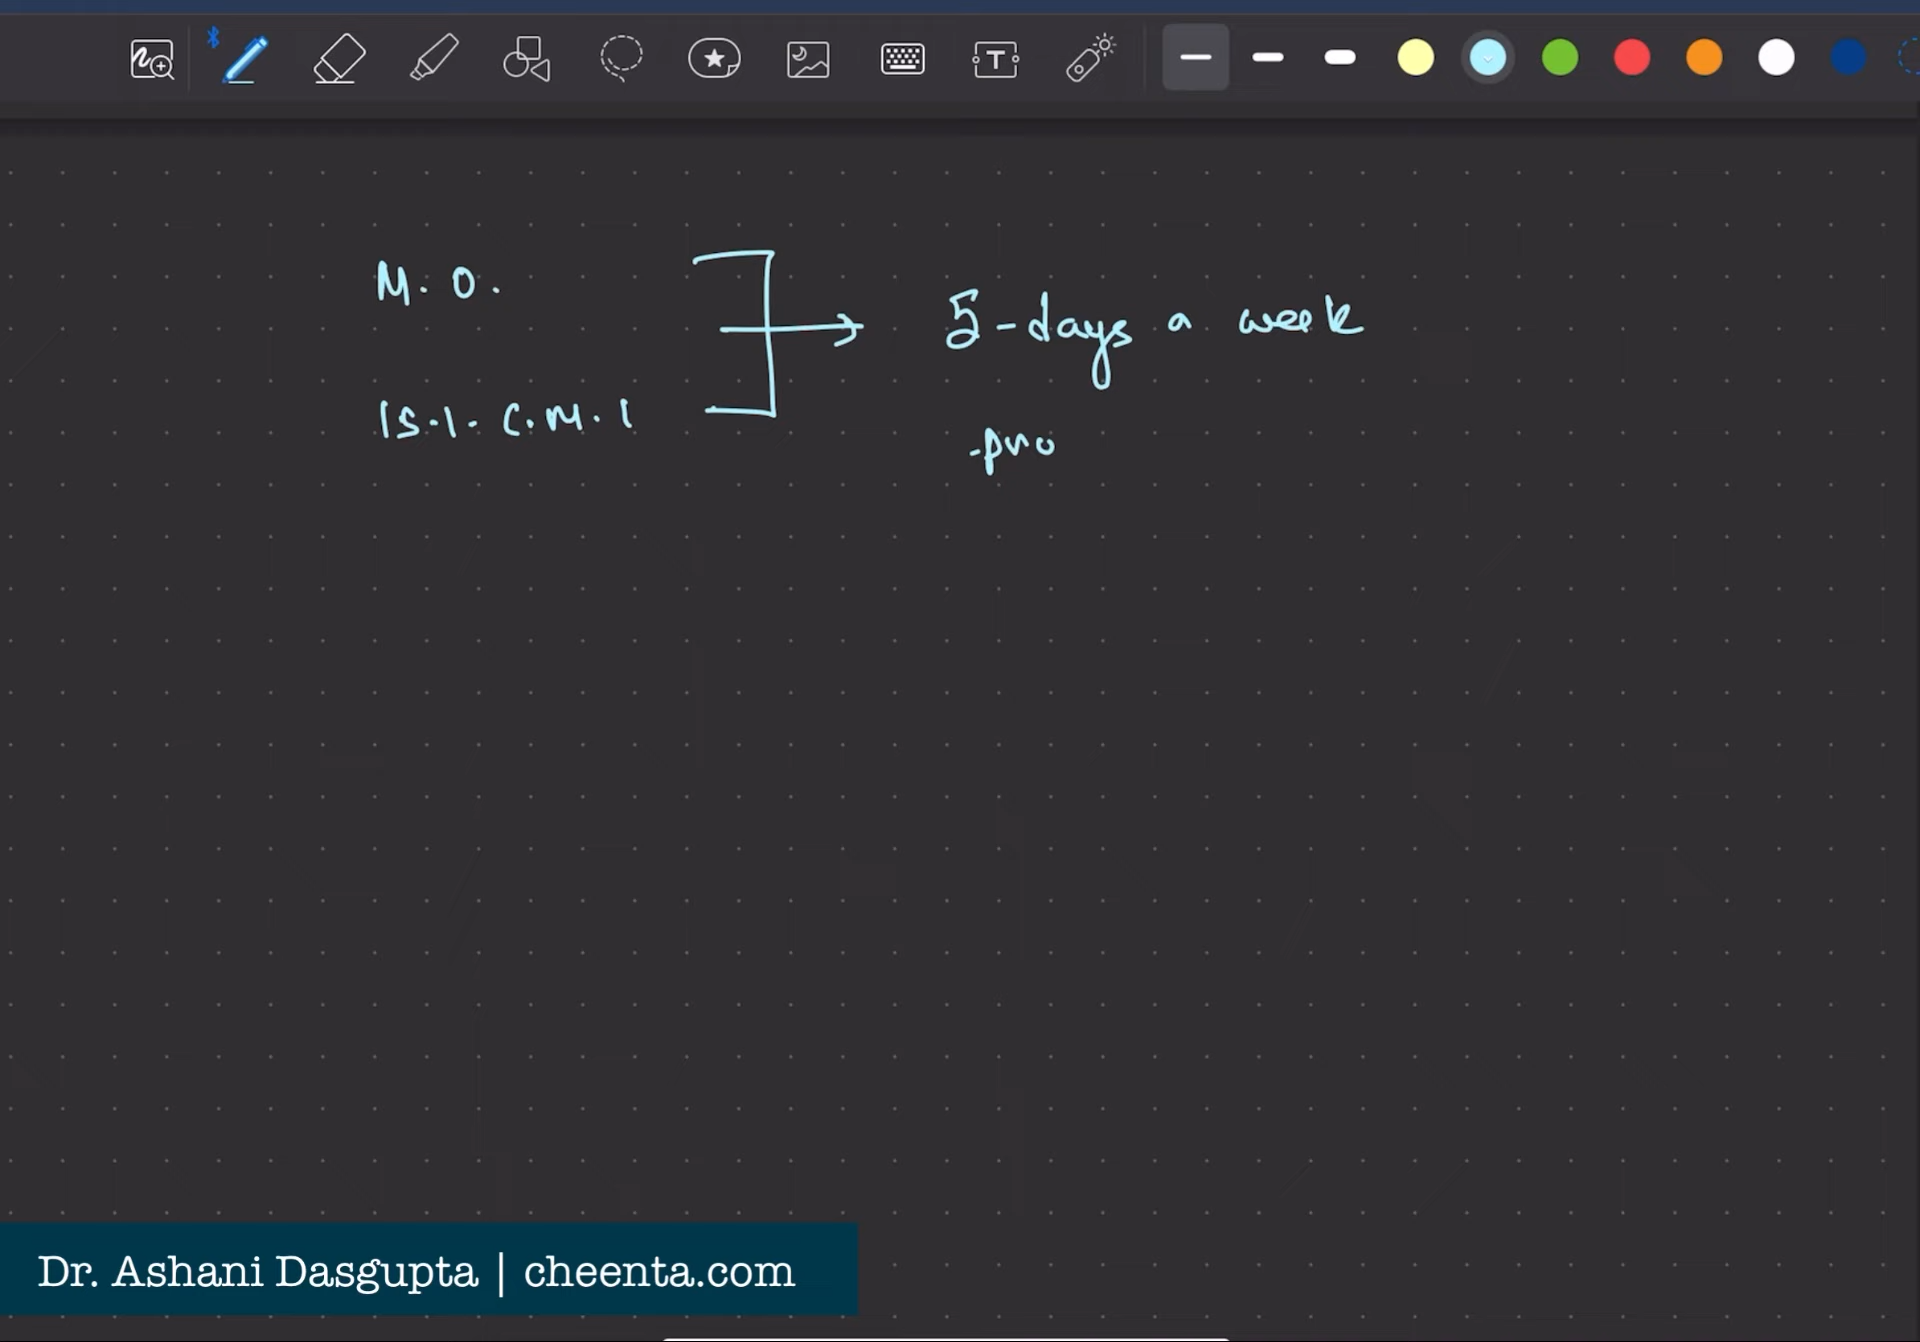 M. O.
I.S.I. C.M.I
5-days a week
-pro
Dr. Ashani Dasgupta | cheenta.com